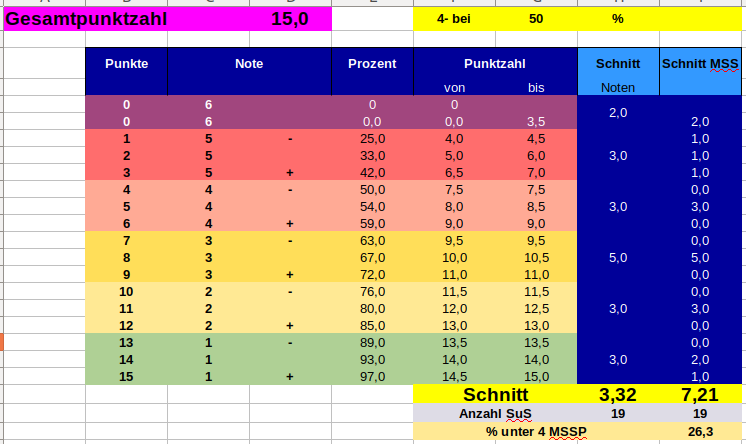 Gesamtpunktzahl 15,0 4- bei 50 %
Punkte Note Prozent Punktzahl Schnitt Schnitt MSS
von bis Noten
0 6 0 0
2,0
0 6 0,0 0,0 3,5 2,0
1 5 - 25,0 4,0 4,5 1,0
2 5 33,0 5,0 6,0 3,0 1,0
3 5 + 42,0 6,5 7,0 1,0
4 4 - 50,0 7,5 7,5 0,0
5 4 54,0 8,0 8,5 3,0 3,0
6 4 + 59,0 9,0 9,0 0,0
7 3 - 63,0 9,5 9,5 0,0
8 3 67,0 10,0 10,5 5,0 5,0
9 3 + 72,0 11,0 11,0 0,0
10 2 - 76,0 11,5 11,5 0,0
11 2 80,0 12,0 12,5 3,0 3,0
12 2 + 85,0 13,0 13,0 0,0
13 1 - 89,0 13,5 13,5 0,0
14 1 93,0 14,0 14,0 3,0 2,0
15 1 + 97,0 14,5 15,0 1,0
Schnitt 3,32 7,21
Anzahl SuS 19 19
% unter 4 MSSP 26,3